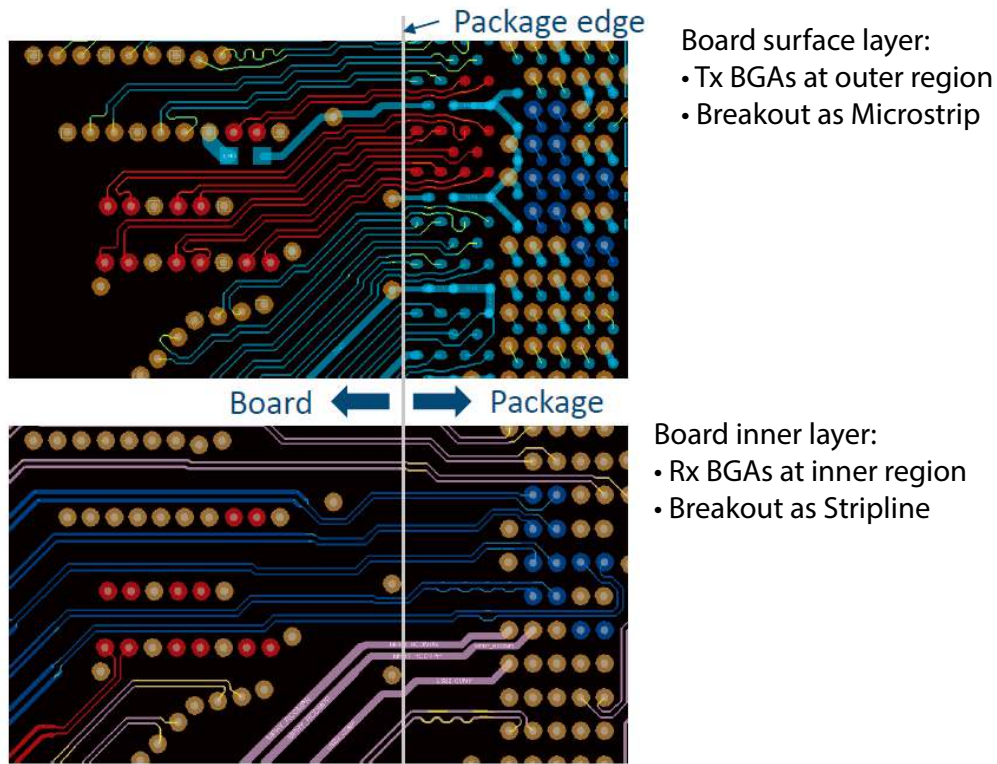 Package edge
Board surface layer:
• Tx BGAs at outer region
• Breakout as Microstrip
Board
Package
Board inner layer:
• Rx BGAs at inner region
• Breakout as Stripline